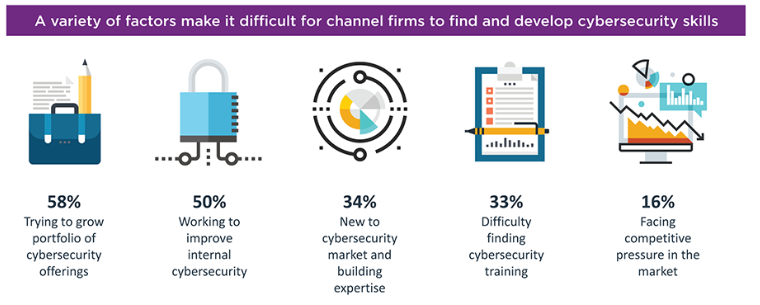 A variety of factors make it difficult for channel firms to find and develop cybersecurity skills
58%
Trying to grow
portfolio of
cybersecurity
offerings
50%
Working to
improve
internal
cybersecurity
34%
New to
cybersecurity
market and
building
expertise
33%
Difficulty
finding
cybersecurity
training
16%
Facing
competitive
pressure in the
market